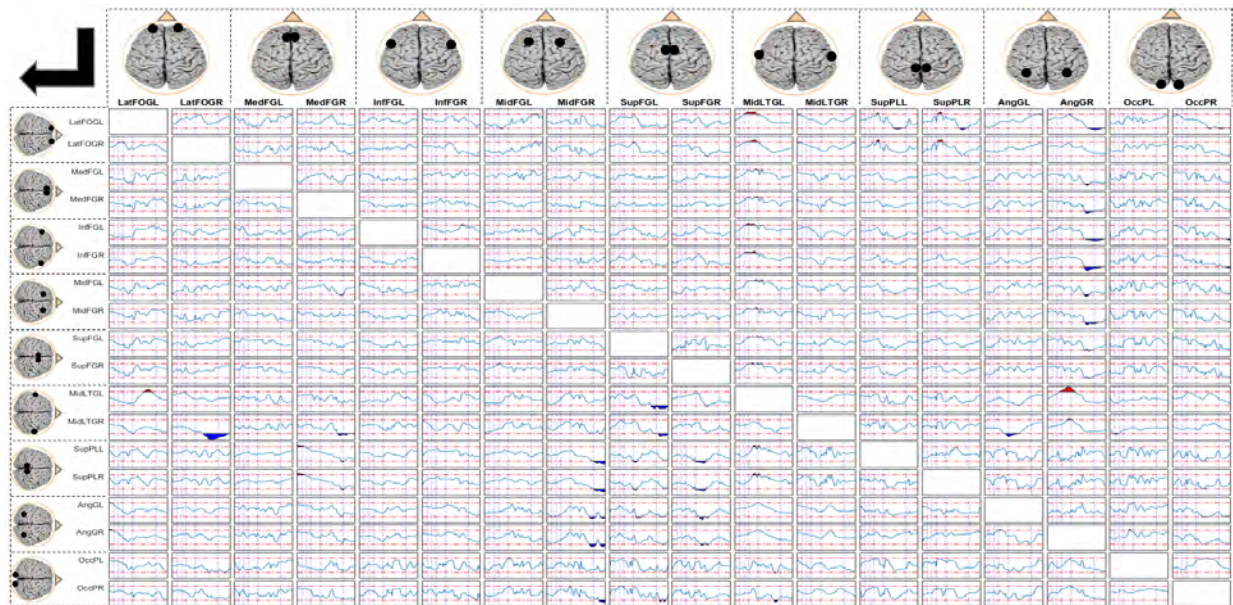 LatFOGL LatFOGR MedFGL MedFGR InfFGL InfFGR MidFGL MidFGR SupFGL SupFGR MidLTGL MidLTGR SupPLL SupPLR AngGL AngGR OccPL OccPR
LatFOGL
LatFOGR
MedFGL
MedFGR
InfFGL
InfFGR
MidFGL
MidFGR
SupFGL
SupFGR
MidLTGL
MidLTGR
SupPLL
SupPLR
AngGL
AngGR
OccPL
OccPR